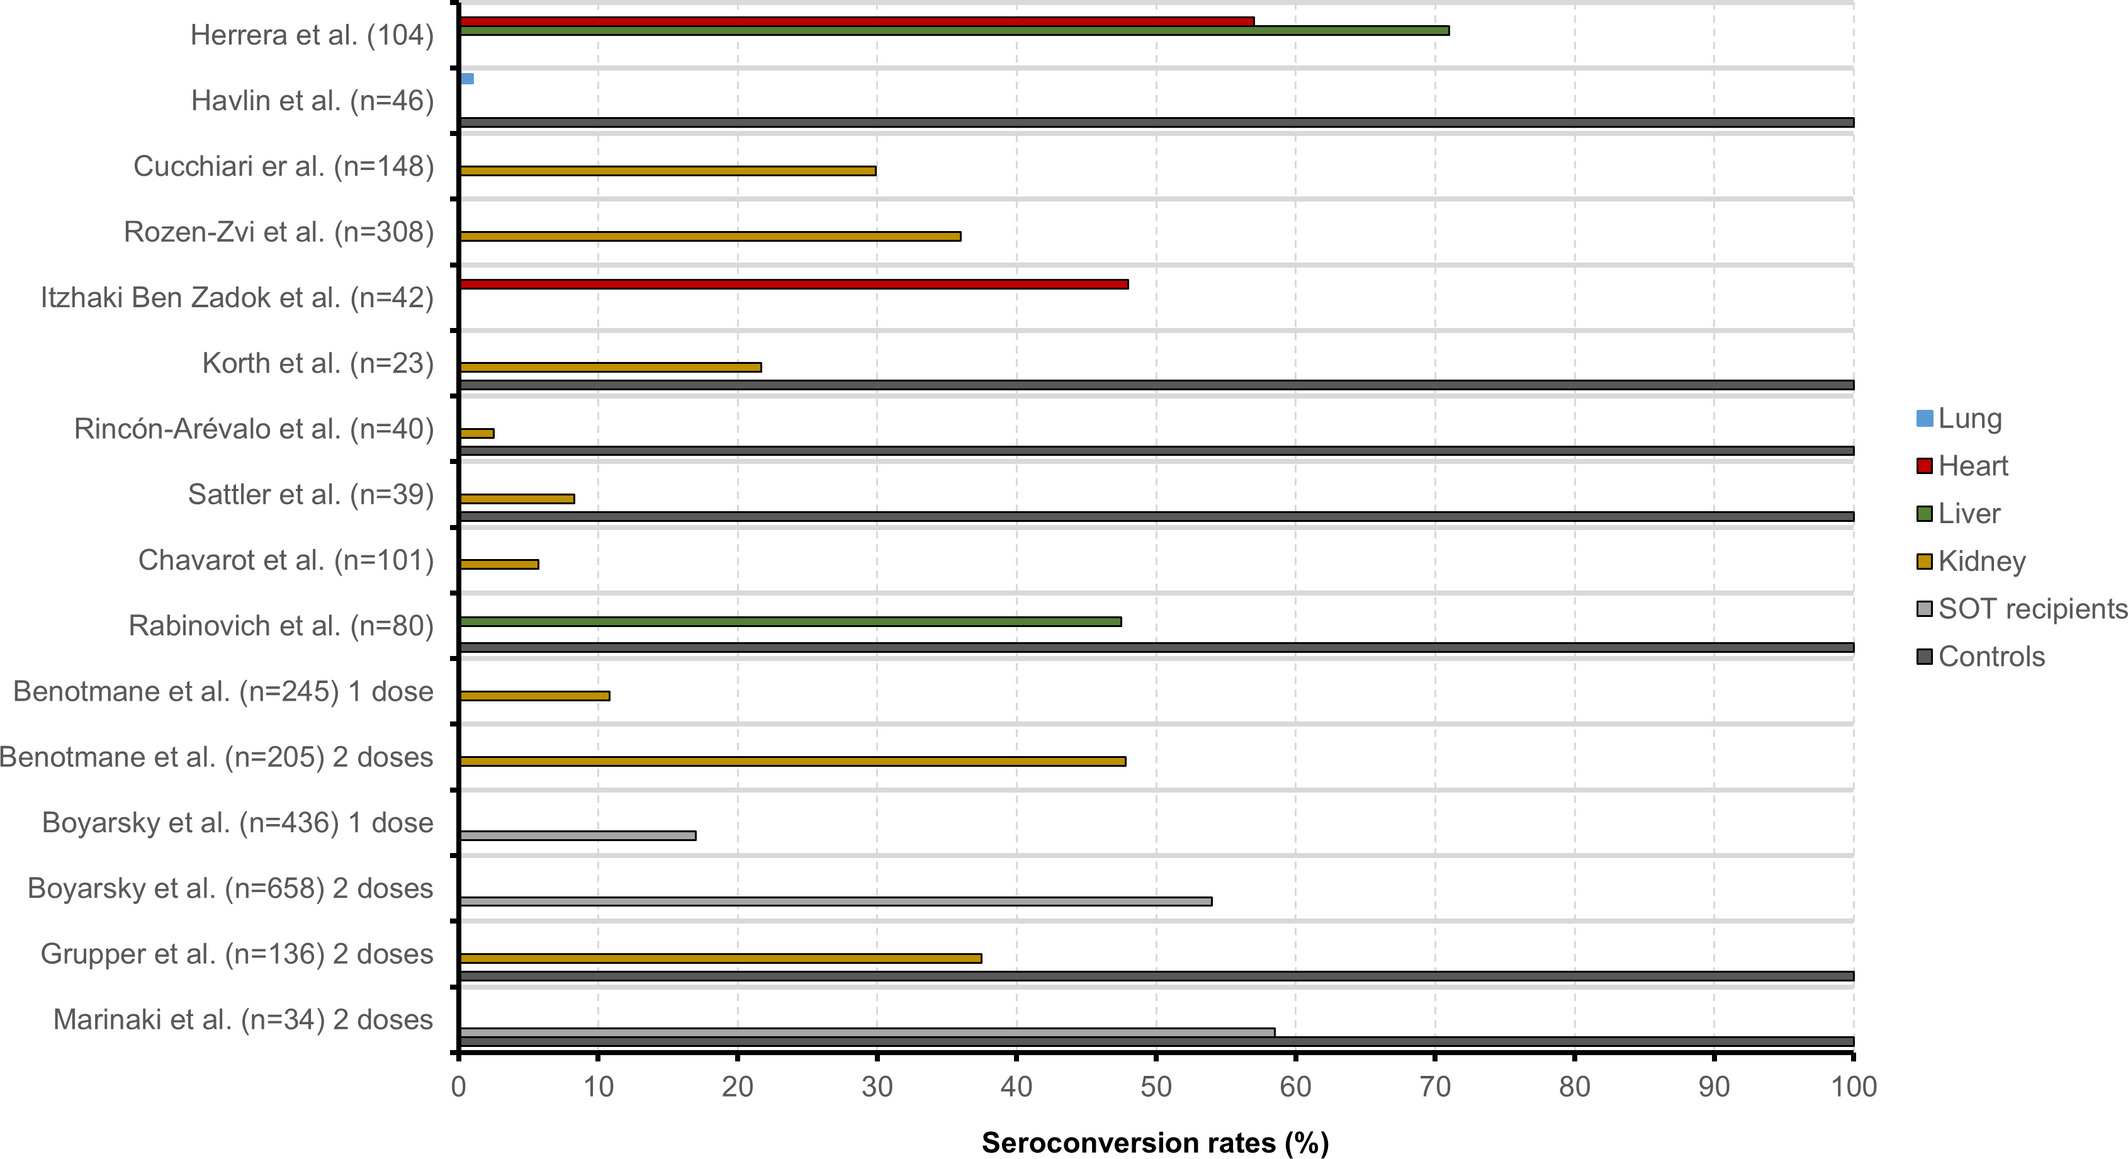 Herrera et al. (104)
Havlin et al. (n=46)
Cucchiari er al. (n=148)
Rozen-Zvi et al. (n=308)
Itzhaki Ben Zadok et al. (n=42)
Korth et al. (n=23)
Rincón-Arévalo et al. (n=40)
Sattler et al. (n=39)
Chavarot et al. (n=101)
Rabinovich et al. (n=80)
Benotmane et al. (n=245) 1 dose
Benotmane et al. (n=205) 2 doses
Boyarsky et al. (n=436) 1 dose
Boyarsky et al. (n=658) 2 doses
Grupper et al. (n=136) 2 doses
Marinaki et al. (n=34) 2 doses
0 10 20 30 40 50 60 70 80 90 100
Seroconversion rates (%)
Lung
Heart
Liver
Kidney
SOT recipients
Controls